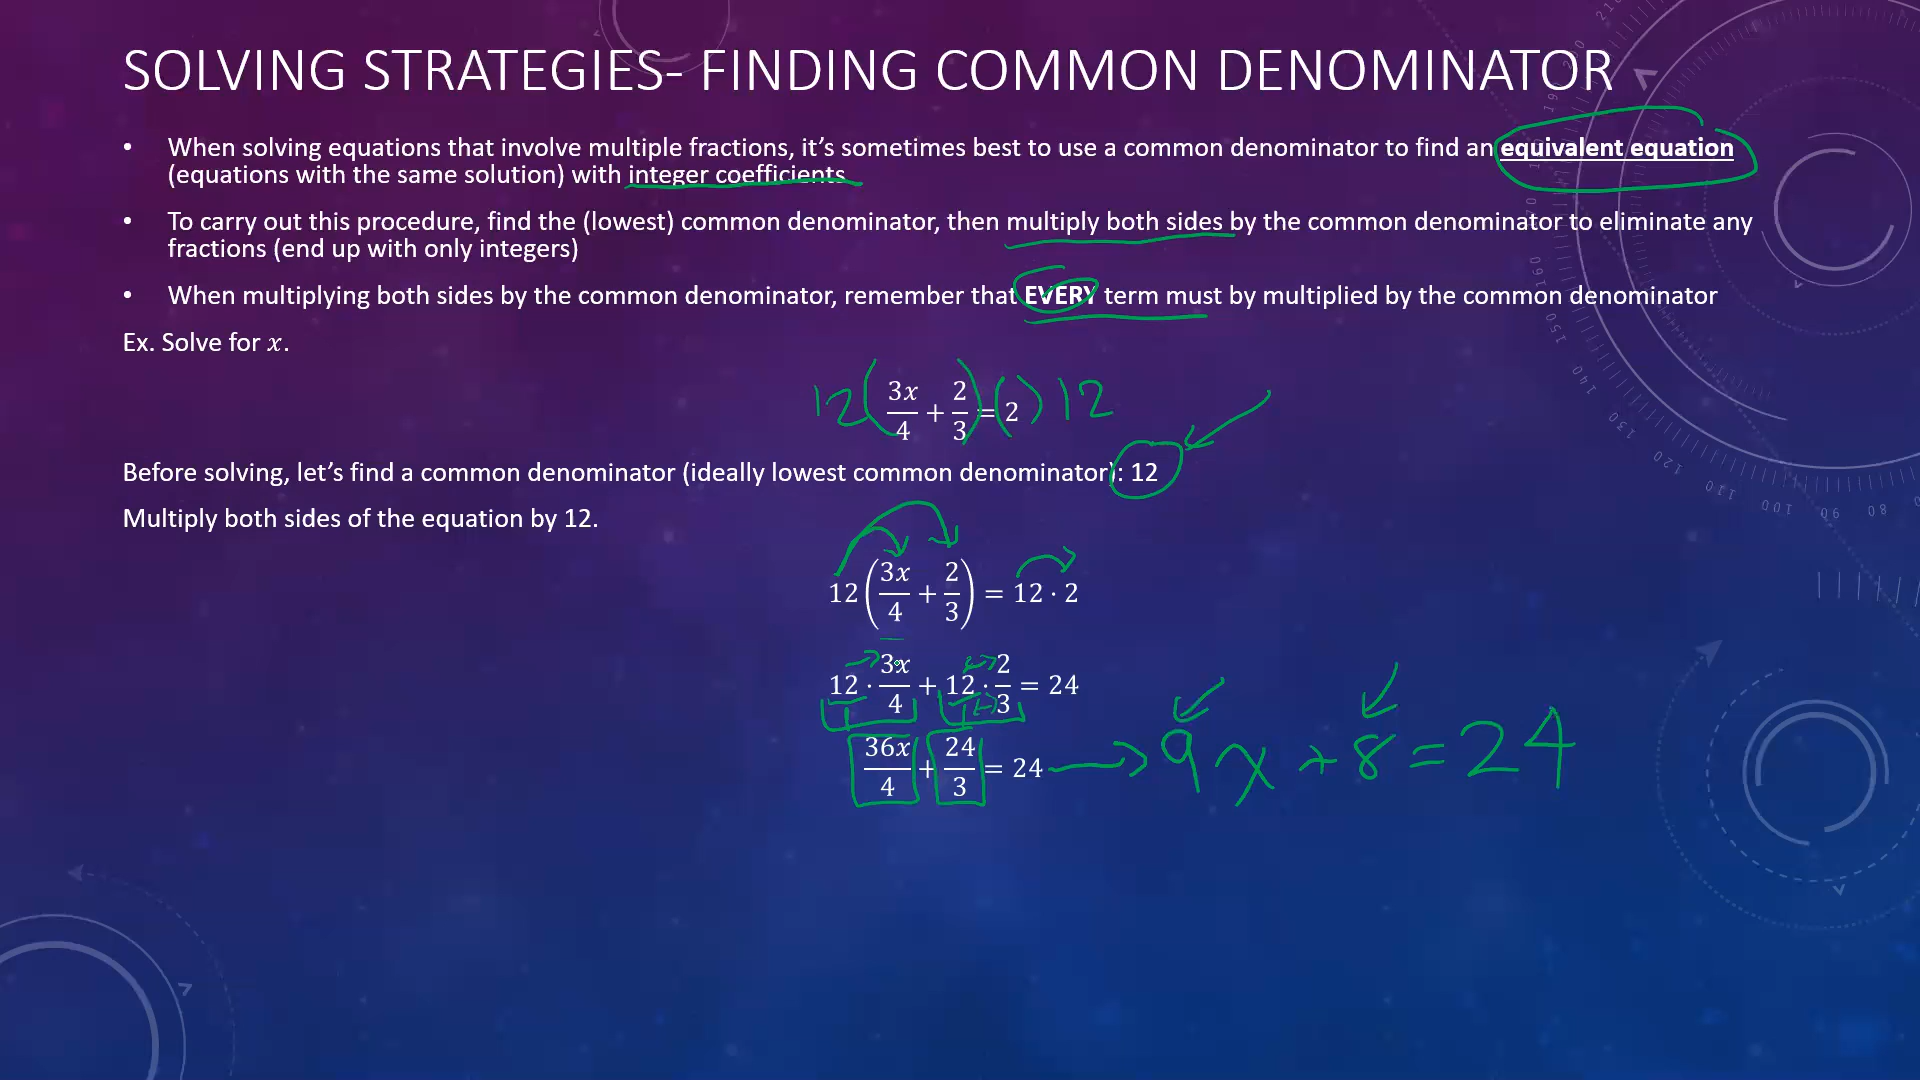 SOLVING STRATEGIES- FINDING COMMON DENOMINATOR
• When solving equations that involve multiple fractions, it's sometimes best to use a common denominator to find an equivalent equation
(equations with the same solution) with integer coefficients.
• To carry out this procedure, find the (lowest) common denominator, then multiply both sides by the common denominator to eliminate any
fractions (end up with only integers)
• When multiplying both sides by the common denominator, remember that EVERY term must by multiplied by the common denominator
Ex. Solve for x.
12(3x/4 + 2/3) = (2) 12
Before solving, let's find a common denominator (ideally lowest common denominator): 12
Multiply both sides of the equation by 12.
12(3x/4 + 2/3) = 12 · 2
12 · 3x/4 + 12 · 2/3 = 24
36x/4 + 24/3 = 24 → 9x + 8 = 24